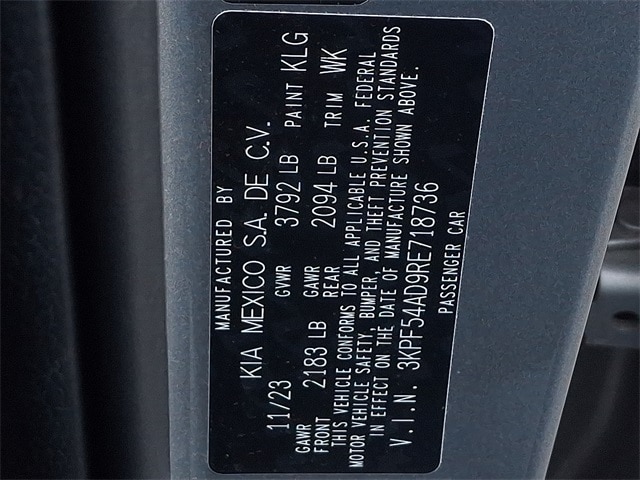 MANUFACTURED BY
KIA MEXICO S.A. DE C.V.
11/23 GVWR 3792 LB PAINT KLG
GAWR FRONT 2183 LB GAWR REAR 2094 LB TRIM WK
THIS VEHICLE CONFORMS TO ALL APPLICABLE U.S.A. FEDERAL
MOTOR VEHICLE SAFETY, BUMPER, AND THEFT PREVENTION STANDARDS
IN EFFECT ON THE DATE OF MANUFACTURE SHOWN ABOVE.
V.I.N. 3KPF54AD9RE718736
PASSENGER CAR